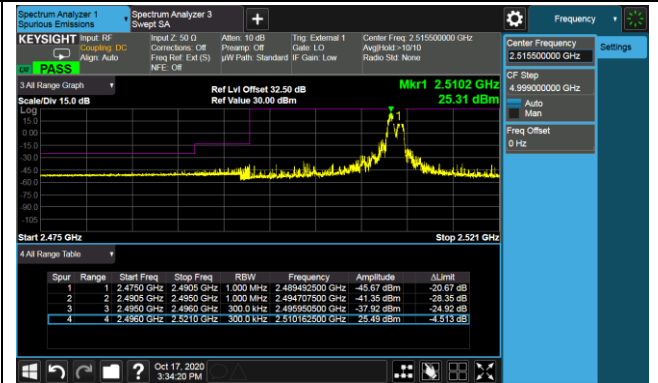 Spectrum Analyzer 1
Spurious Emissions
Spectrum Analyzer 3
Swept SA
Frequency
KEYSIGHT
Input: RF
Coupling: DC
Align: Auto
Input Z: 50 Ω
Corrections: Off
Freq Ref: Ext (S)
NFE: Off
Atten: 10 dB
Preamp: Off
µW Path: Standard
Trig: External 1
Gate: LO
IF Gain: Low
Center Freq: 2.515500000 GHz
Avg|Hold:>10/10
Radio Std: None
PASS
Center Frequency
2.515500000 GHz
Settings
CF Step
4.999000000 GHz
Auto
Man
Freq Offset
0 Hz
3 All Range Graph
Scale/Div 15.0 dB
Ref Lvl Offset 32.50 dB
Ref Value 30.00 dBm
Mkr1 2.5102 GHz
25.31 dBm
Log
15.0
0.00
-15.0
-30.0
-45.0
-60.0
-75.0
-90.0
-105
1
Start 2.475 GHz
Stop 2.521 GHz
4 All Range Table
Spur Range Start Freq Stop Freq RBW Frequency Amplitude ΔLimit
1 1 2.4750 GHz 2.4905 GHz 1.000 MHz 2.489492500 GHz -45.67 dBm -20.67 dB
2 2 2.4905 GHz 2.4950 GHz 1.000 MHz 2.494707500 GHz -41.35 dBm -28.35 dB
3 3 2.4950 GHz 2.4960 GHz 300.0 kHz 2.495950500 GHz -37.92 dBm -24.92 dB
4 4 2.4960 GHz 2.5210 GHz 300.0 kHz 2.510162500 GHz 25.49 dBm -4.513 dB
Oct 17, 2020
3:34:20 PM